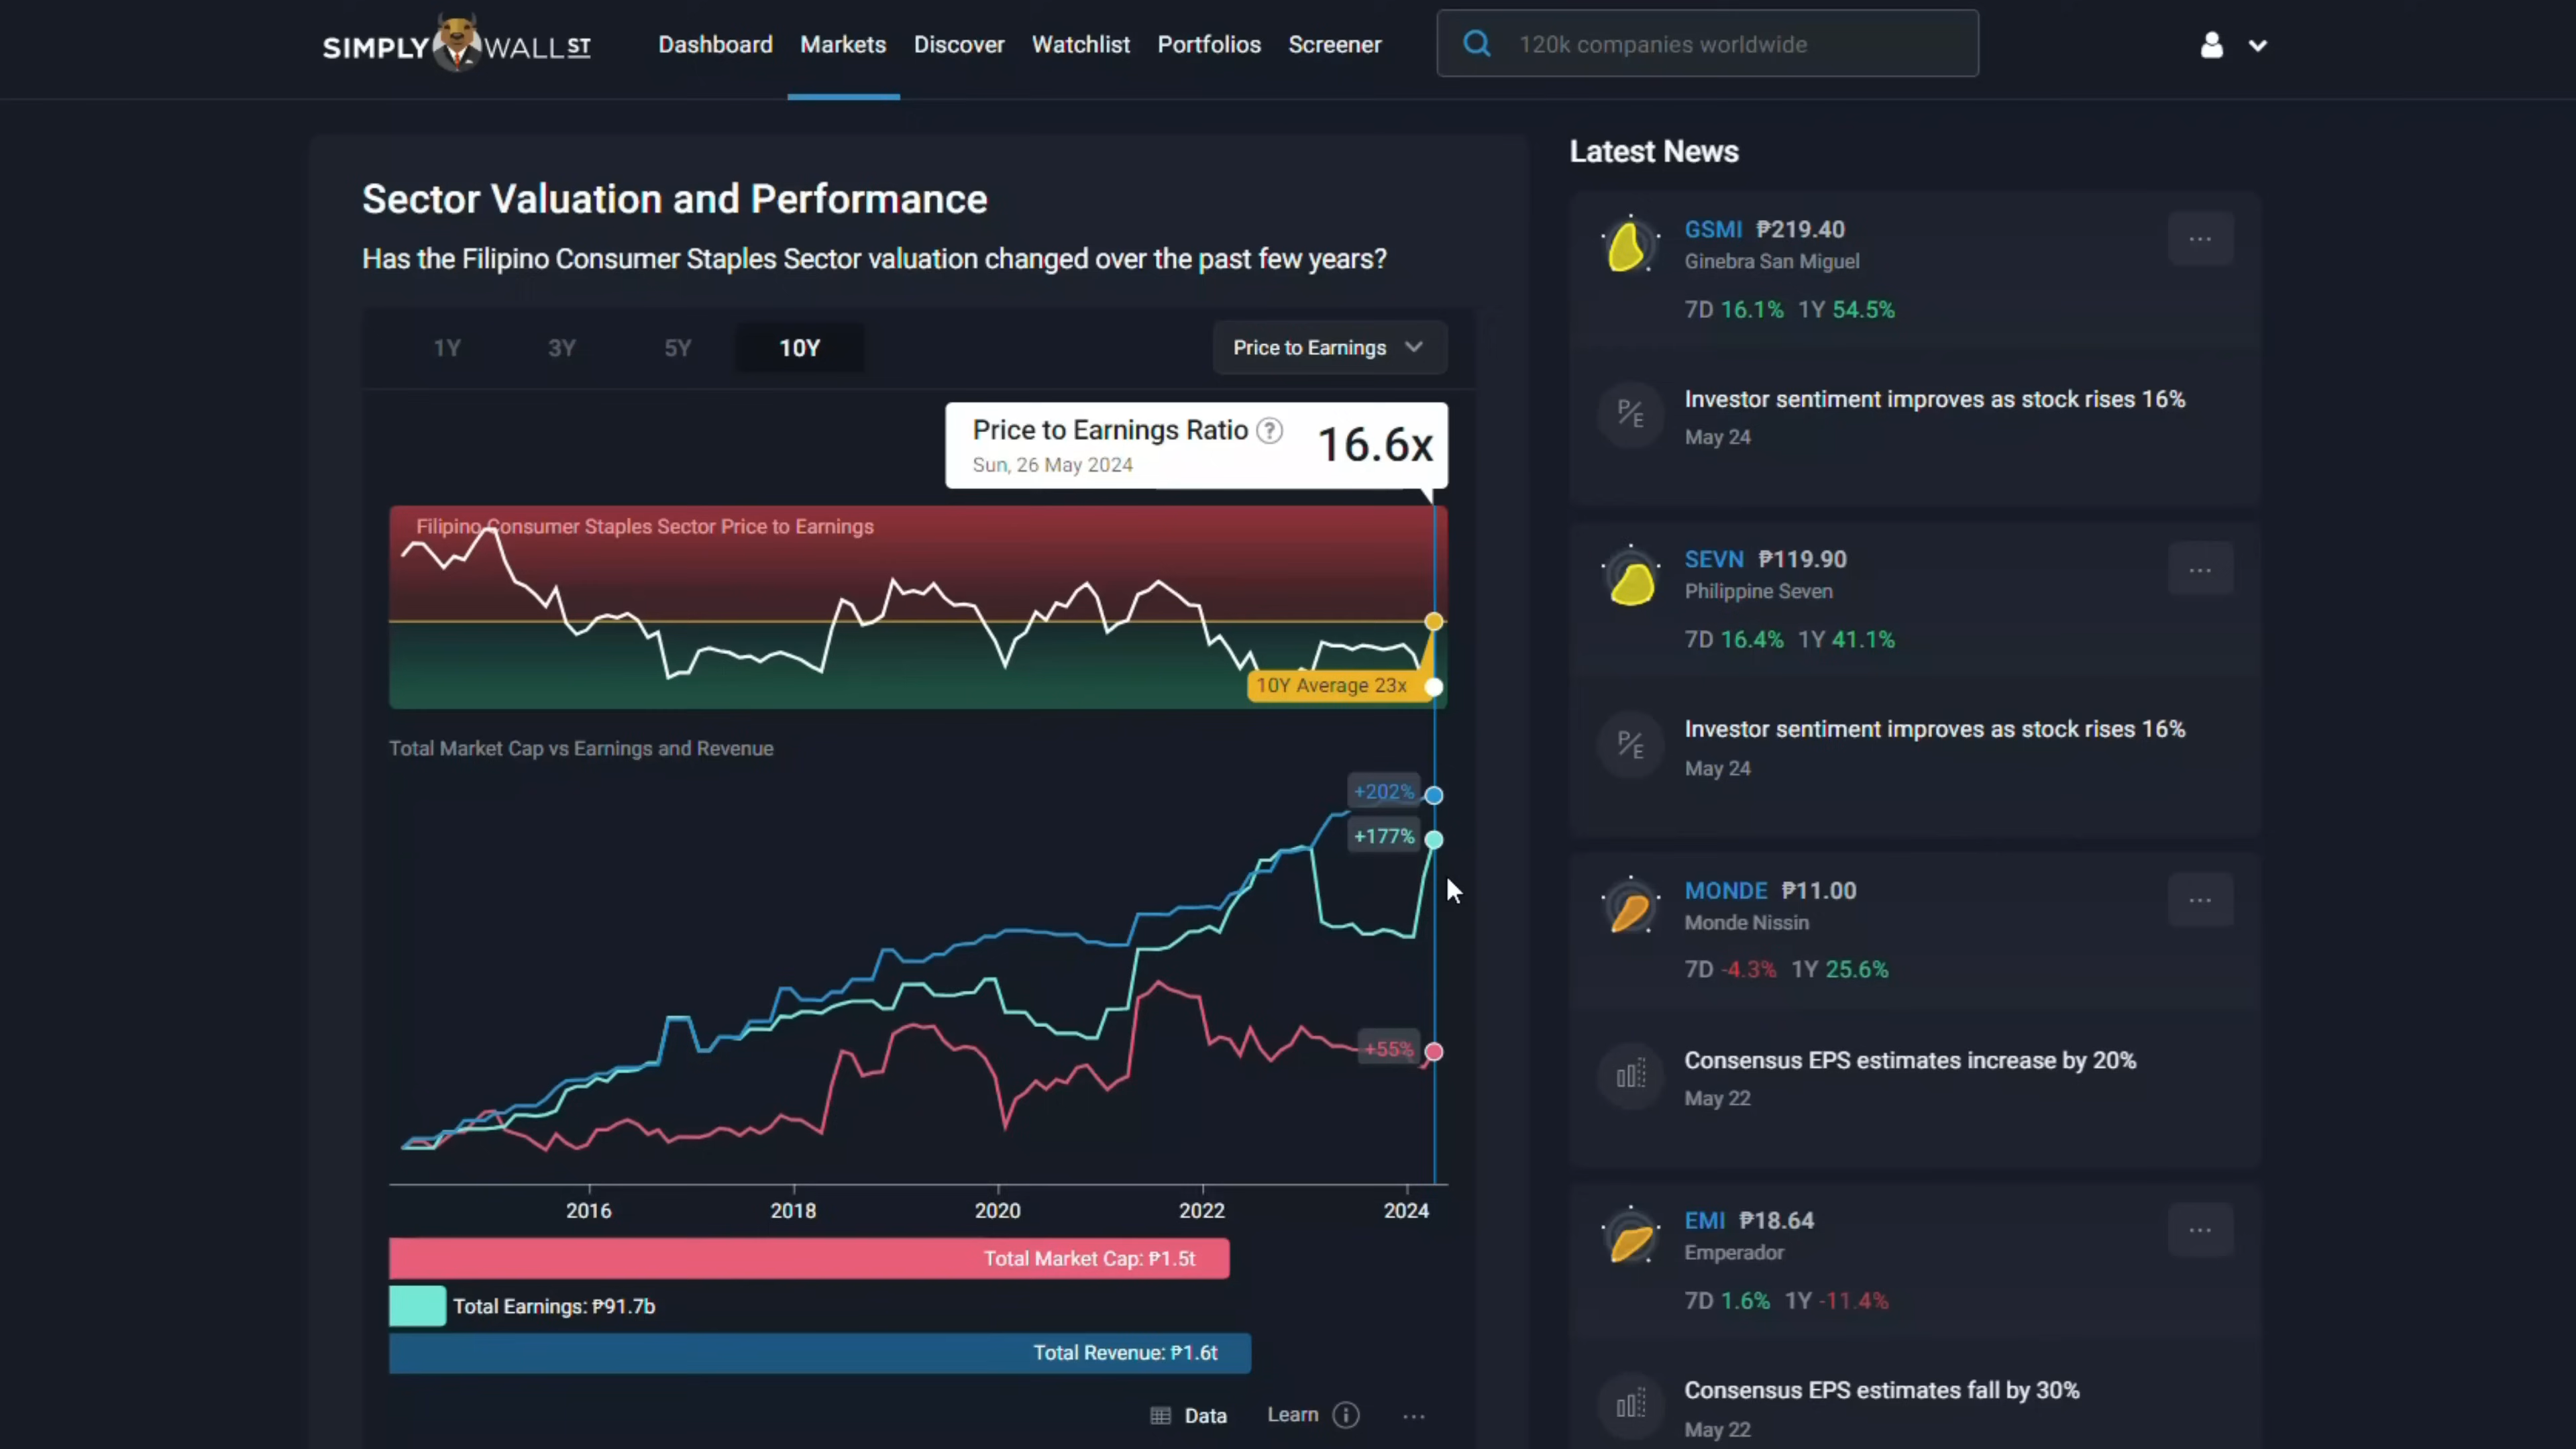 SIMPLY WALL ST
Dashboard Markets Discover Watchlist Portfolios Screener
120k companies worldwide
Sector Valuation and Performance
Has the Filipino Consumer Staples Sector valuation changed over the past few years?
1Y 3Y 5Y 10Y
Price to Earnings
Price to Earnings Ratio ? 16.6x
Sun, 26 May 2024
Filipino Consumer Staples Sector Price to Earnings
10Y Average 23x
Total Market Cap vs Earnings and Revenue
+202%
+177%
+55%
2016 2018 2020 2022 2024
Total Market Cap: ₱1.5t
Total Earnings: ₱91.7b
Total Revenue: ₱1.6t
Data Learn i ...
Latest News
GSMI ₱219.40 ...
Ginebra San Miguel
7D 16.1% 1Y 54.5%
P/E
Investor sentiment improves as stock rises 16%
May 24
SEVN ₱119.90 ...
Philippine Seven
7D 16.4% 1Y 41.1%
P/E
Investor sentiment improves as stock rises 16%
May 24
MONDE ₱11.00 ...
Monde Nissin
7D -4.3% 1Y 25.6%
Consensus EPS estimates increase by 20%
May 22
EMI ₱18.64 ...
Emperador
7D 1.6% 1Y -11.4%
Consensus EPS estimates fall by 30%
May 22